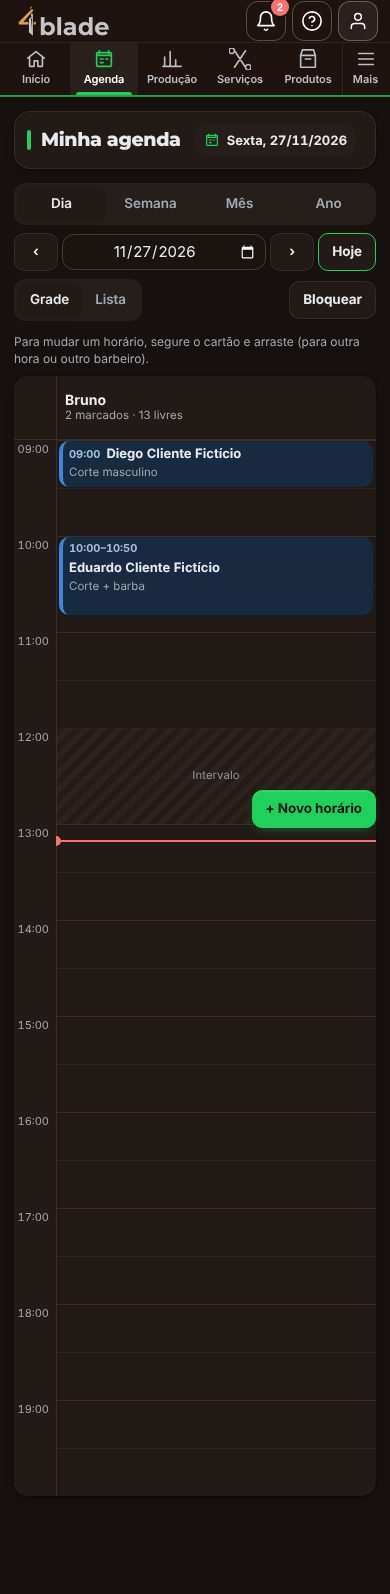 4blade
2
Início
Agenda
Produção
Serviços
Produtos
Mais
Minha agenda
Sexta, 27/11/2026
Dia
Semana
Mês
Ano
‹
11/27/2026
›
Hoje
Grade
Lista
Bloquear
Para mudar um horário, segure o cartão e arraste (para outra
hora ou outro barbeiro).
Bruno
2 marcados · 13 livres
09:00
09:00 Diego Cliente Fictício
Corte masculino
10:00
10:00–10:50
Eduardo Cliente Fictício
Corte + barba
11:00
12:00
Intervalo
+ Novo horário
13:00
14:00
15:00
16:00
17:00
18:00
19:00